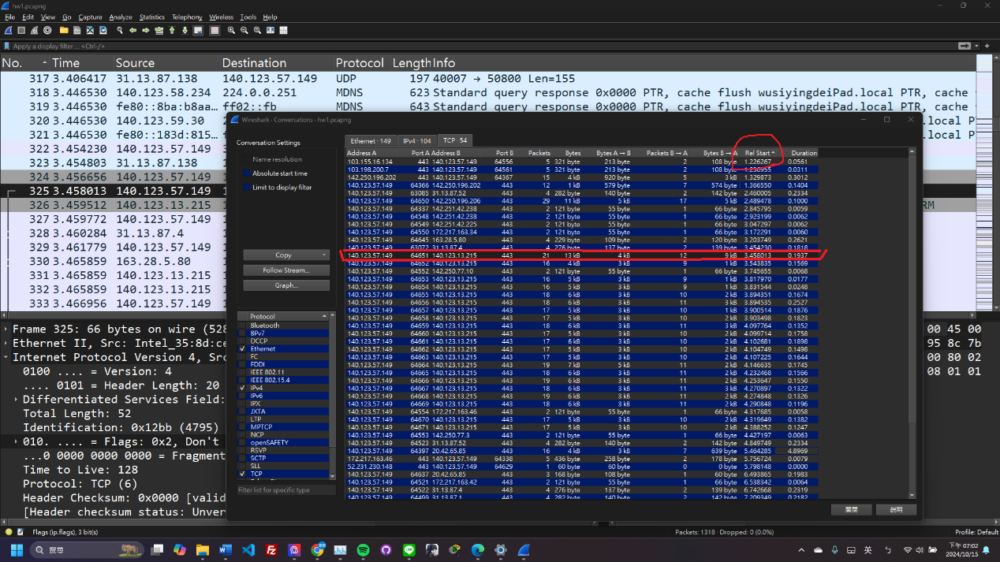 hw1.pcapng
File Edit View Go Capture Analyze Statistics Telephony Wireless Tools Help
Apply a display filter ... <Ctrl-/>
No. Time Source Destination Protocol Length Info
317 3.406417 31.13.87.138 140.123.57.149 UDP 197 40007 → 50800 Len=155
318 3.446530 140.123.58.234 224.0.0.251 MDNS 623 Standard query response 0x0000 PTR, cache flush wusiyingdeiPad.local PTR, cache
319 3.446530 fe80::8ba:b8aa… ff02::fb MDNS 643 Standard query response 0x0000 PTR, cache flush wusiyingdeiPad.local PTR, cache
320 3.446530 140.123.59.30
321 3.446530 fe80::183d:815…
322 3.454230 140.123.57.149
323 3.454803 31.13.87.138
324 3.456656 140.123.57.149
325 3.458013 140.123.57.149
326 3.459512 140.123.13.215
327 3.459772 140.123.57.149
328 3.460284 31.13.87.4
329 3.461779 140.123.57.149
330 3.465859 163.28.5.80
331 3.465859 140.123.13.215
332 3.465859 140.123.13.215
333 3.466956 140.123.57.149
Wireshark · Conversations · hw1.pcapng
Conversation Settings
Name resolution
Absolute start time
Limit to display filter
Copy
Follow Stream...
Graph...
Protocol
Bluetooth
BPv7
DCCP
Ethernet
FC
FDDI
IEEE 802.11
IEEE 802.15.4
IPv4
IPv6
IPX
JXTA
LTP
MPTCP
NCP
openSAFETY
RSVP
SCTP
SLL
TCP
Filter list for specific type
Ethernet · 149 IPv4 · 104 TCP · 54
Address A Port A Address B Port B Packets Bytes Bytes A → B Packets B → A Bytes B → A Rel Start Duration
103.155.16.134 443 140.123.57.149 64556 5 321 byte 213 byte 2 108 byte 1.226267 0.0561
103.198.200.7 443 140.123.57.149 64561 5 321 byte 213 byte 2 108 byte 0.0311
142.250.196.202 443 140.123.57.149 64367 15 4 kB 920 byte 5 3 kB 1.329873 0.3012
140.123.57.149 64366 142.250.196.202 443 12 1 kB 579 byte 7 574 byte 1.366550 0.1404
140.123.57.149 63085 31.13.87.52 443 4 282 byte 140 byte 2 142 byte 2.460005 0.2334
140.123.57.149 64650 142.250.196.206 443 29 11 kB 5 kB 17 5 kB 2.489478 0.1000
140.123.57.149 64337 142.251.42.238 443 2 121 byte 55 byte 1 66 byte 2.845795 0.0059
140.123.57.149 64548 142.251.42.238 443 2 121 byte 55 byte 1 66 byte 2.923199 0.0062
140.123.57.149 64549 142.251.42.225 443 2 121 byte 55 byte 1 66 byte 3.047297 0.0062
140.123.57.149 64550 172.217.163.34 443 2 121 byte 55 byte 1 66 byte 3.172291 0.0060
140.123.57.149 64645 163.28.5.80 443 4 229 byte 109 byte 2 120 byte 3.203749 0.2621
140.123.57.149 63072 31.13.87.4 443 4 276 byte 137 byte 2 139 byte 3.454230 0.1818
140.123.57.149 64651 140.123.13.215 443 21 13 kB 4 kB 12 9 kB 3.458013 0.1937
140.123.57.149 64652 140.123.13.215 443 16 4 kB 3 kB 9 1 kB 3.543835 0.1569
140.123.57.149 64552 142.250.77.10 443 2 121 byte 55 byte 1 66 byte 3.745655 0.0068
140.123.57.149 64653 140.123.13.215 443 16 5 kB 3 kB 9 1 kB 3.817970 0.0177
140.123.57.149 64654 140.123.13.215 443 16 5 kB 3 kB 9 1 kB 3.831544 0.0248
140.123.57.149 64655 140.123.13.215 443 18 6 kB 3 kB 10 2 kB 3.894351 0.1674
140.123.57.149 64656 140.123.13.215 443 18 6 kB 3 kB 11 3 kB 3.894535 0.2527
140.123.57.149 64657 140.123.13.215 443 17 5 kB 3 kB 10 1 kB 3.900514 0.1876
140.123.57.149 64658 140.123.13.215 443 17 5 kB 3 kB 10 2 kB 3.903498 0.1823
140.123.57.149 64659 140.123.13.215 443 18 6 kB 3 kB 11 3 kB 4.097764 0.1352
140.123.57.149 64660 140.123.13.215 443 17 5 kB 3 kB 10 2 kB 4.099714 0.1758
140.123.57.149 64661 140.123.13.215 443 17 6 kB 3 kB 10 2 kB 4.102681 0.1898
140.123.57.149 64662 140.123.13.215 443 17 5 kB 3 kB 10 2 kB 4.104749 0.1498
140.123.57.149 64663 140.123.13.215 443 17 5 kB 3 kB 10 2 kB 4.107225 0.1644
140.123.57.149 64664 140.123.13.215 443 19 7 kB 5 kB 11 2 kB 4.146635 0.1745
140.123.57.149 64665 140.123.13.215 443 18 6 kB 3 kB 11 2 kB 4.232468 0.1566
140.123.57.149 64666 140.123.13.215 443 19 6 kB 3 kB 11 2 kB 4.253647 0.1550
140.123.57.149 64667 140.123.13.215 443 18 6 kB 3 kB 11 2 kB 4.270897 0.1322
140.123.57.149 64668 140.123.13.215 443 19 6 kB 3 kB 11 2 kB 4.274848 0.1326
140.123.57.149 64669 140.123.13.215 443 18 6 kB 3 kB 11 2 kB 4.290848 0.1196
140.123.57.149 64554 172.217.163.46 443 2 121 byte 55 byte 1 66 byte 4.317685 0.0058
140.123.57.149 64670 140.123.13.215 443 17 5 kB 3 kB 10 2 kB 4.319649 0.1382
140.123.57.149 64671 140.123.13.215 443 17 5 kB 3 kB 10 2 kB 4.388252 0.1247
140.123.57.149 64553 142.250.77.3 443 2 121 byte 55 byte 1 66 byte 4.427197 0.0063
140.123.57.149 64523 31.13.87.52 443 4 282 byte 140 byte 2 142 byte 4.849749 0.2334
140.123.57.149 64397 20.42.65.85 443 16 4 kB 3 kB 7 639 byte 5.464285 4.8969
172.217.163.46 443 140.123.57.149 64338 5 436 byte 258 byte 2 178 byte 5.756724 0.0079
52.231.230.148 443 140.123.57.149 64629 1 60 byte 60 byte 0 0 byte 5.798148 0.0000
140.123.57.149 64637 20.42.65.85 443 3 168 byte 108 byte 1 60 byte 6.493865 0.1983
140.123.57.149 64521 172.217.163.42 443 2 121 byte 55 byte 1 66 byte 6.538342 0.0064
140.123.57.149 64522 31.13.87.4 443 4 276 byte 137 byte 2 139 byte 6.742668 0.2319
140.123.57.149 64499 31.13.87.1 443 4 282 byte 140 byte 2 142 byte 7.209349 0.2182
關閉 說明
Frame 325: 66 bytes on wire (528
Ethernet II, Src: Intel_35:8d:ce
Internet Protocol Version 4, Src
0100 .... = Version: 4
.... 0101 = Header Length: 20
Differentiated Services Field:
Total Length: 52
Identification: 0x12bb (4795)
010. .... = Flags: 0x2, Don't
...0 0000 0000 0000 = Fragment
Time to Live: 128
Protocol: TCP (6)
Header Checksum: 0x0000 [valid
[Header checksum status: Unver
00 45 00
95 8c 7b
00 80 02
08 01 01
Flags (ip.flags), 3 bit(s) Packets: 1318 · Dropped: 0 (0.0%) Profile: Default
搜尋
英
下午 07:02
2024/10/15